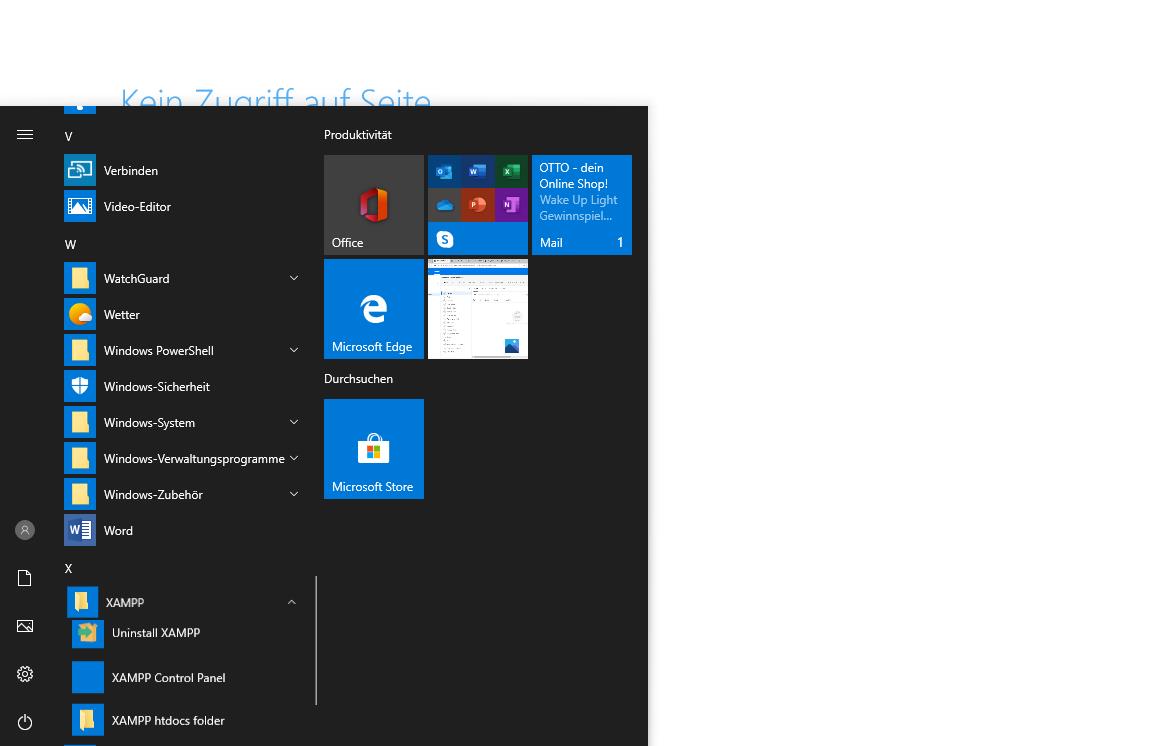 Kein Zugriff auf Seite
V
Verbinden
Video-Editor
W
WatchGuard
Wetter
Windows PowerShell
Windows-Sicherheit
Windows-System
Windows-Verwaltungsprogramme
Windows-Zubehör
Word
X
XAMPP
Uninstall XAMPP
XAMPP Control Panel
XAMPP htdocs folder
Produktivität
Office
OTTO - dein
Online Shop!
Wake Up Light
Gewinnspiel...
Mail 1
Microsoft Edge
Durchsuchen
Microsoft Store